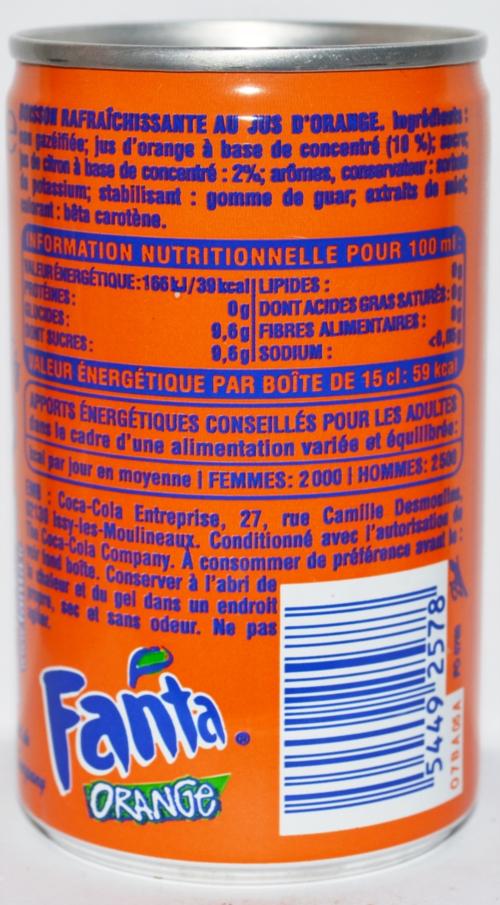 BOISSON RAFRAÎCHISSANTE AU JUS D'ORANGE. Ingrédients :
eau gazéifiée; jus d'orange à base de concentré (10 %); sucre;
jus de citron à base de concentré : 2%; arômes, conservateur : sorbate
de potassium; stabilisant : gomme de guar; extraits de
colorant : bêta carotène.
INFORMATION NUTRITIONNELLE POUR 100 ml:
VALEUR ÉNERGÉTIQUE: 166 kJ/39 kcal LIPIDES : 0g
PROTÉINES : 0g DONT ACIDES GRAS SATURÉS: 0g
GLUCIDES: 9,6g FIBRES ALIMENTAIRES : 0g
DONT SUCRES: 9,6g SODIUM :
VALEUR ÉNERGÉTIQUE PAR BOÎTE DE 15 cl: 59 kcal
APPORTS ÉNERGÉTIQUES CONSEILLÉS POUR LES ADULTES
dans le cadre d'une alimentation variée et équilibrée:
kcal par jour en moyenne | FEMMES: 2000 | HOMMES: 2500
: Coca-Cola Entreprise, 27, rue Camille Desmoulins,
92130 Issy-les-Moulineaux. Conditionné avec l'autorisation de
The Coca-Cola Company. À consommer de préférence avant le :
voir fond boîte. Conserver à l'abri de
la chaleur et du gel dans un endroit
propre, sec et sans odeur. Ne pas
Fanta®
ORANGE
5449 2578
07BA05A